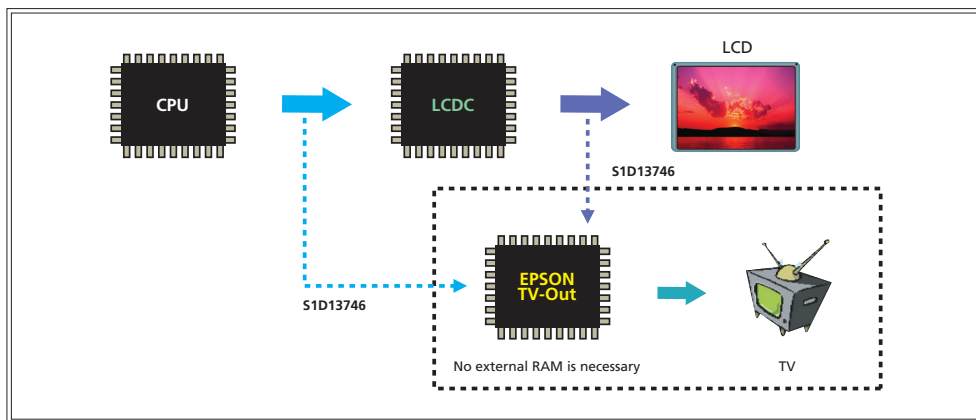 LCD
CPU
LCDC
S1D13746
EPSON
TV-Out
S1D13746
No external RAM is necessary
TV